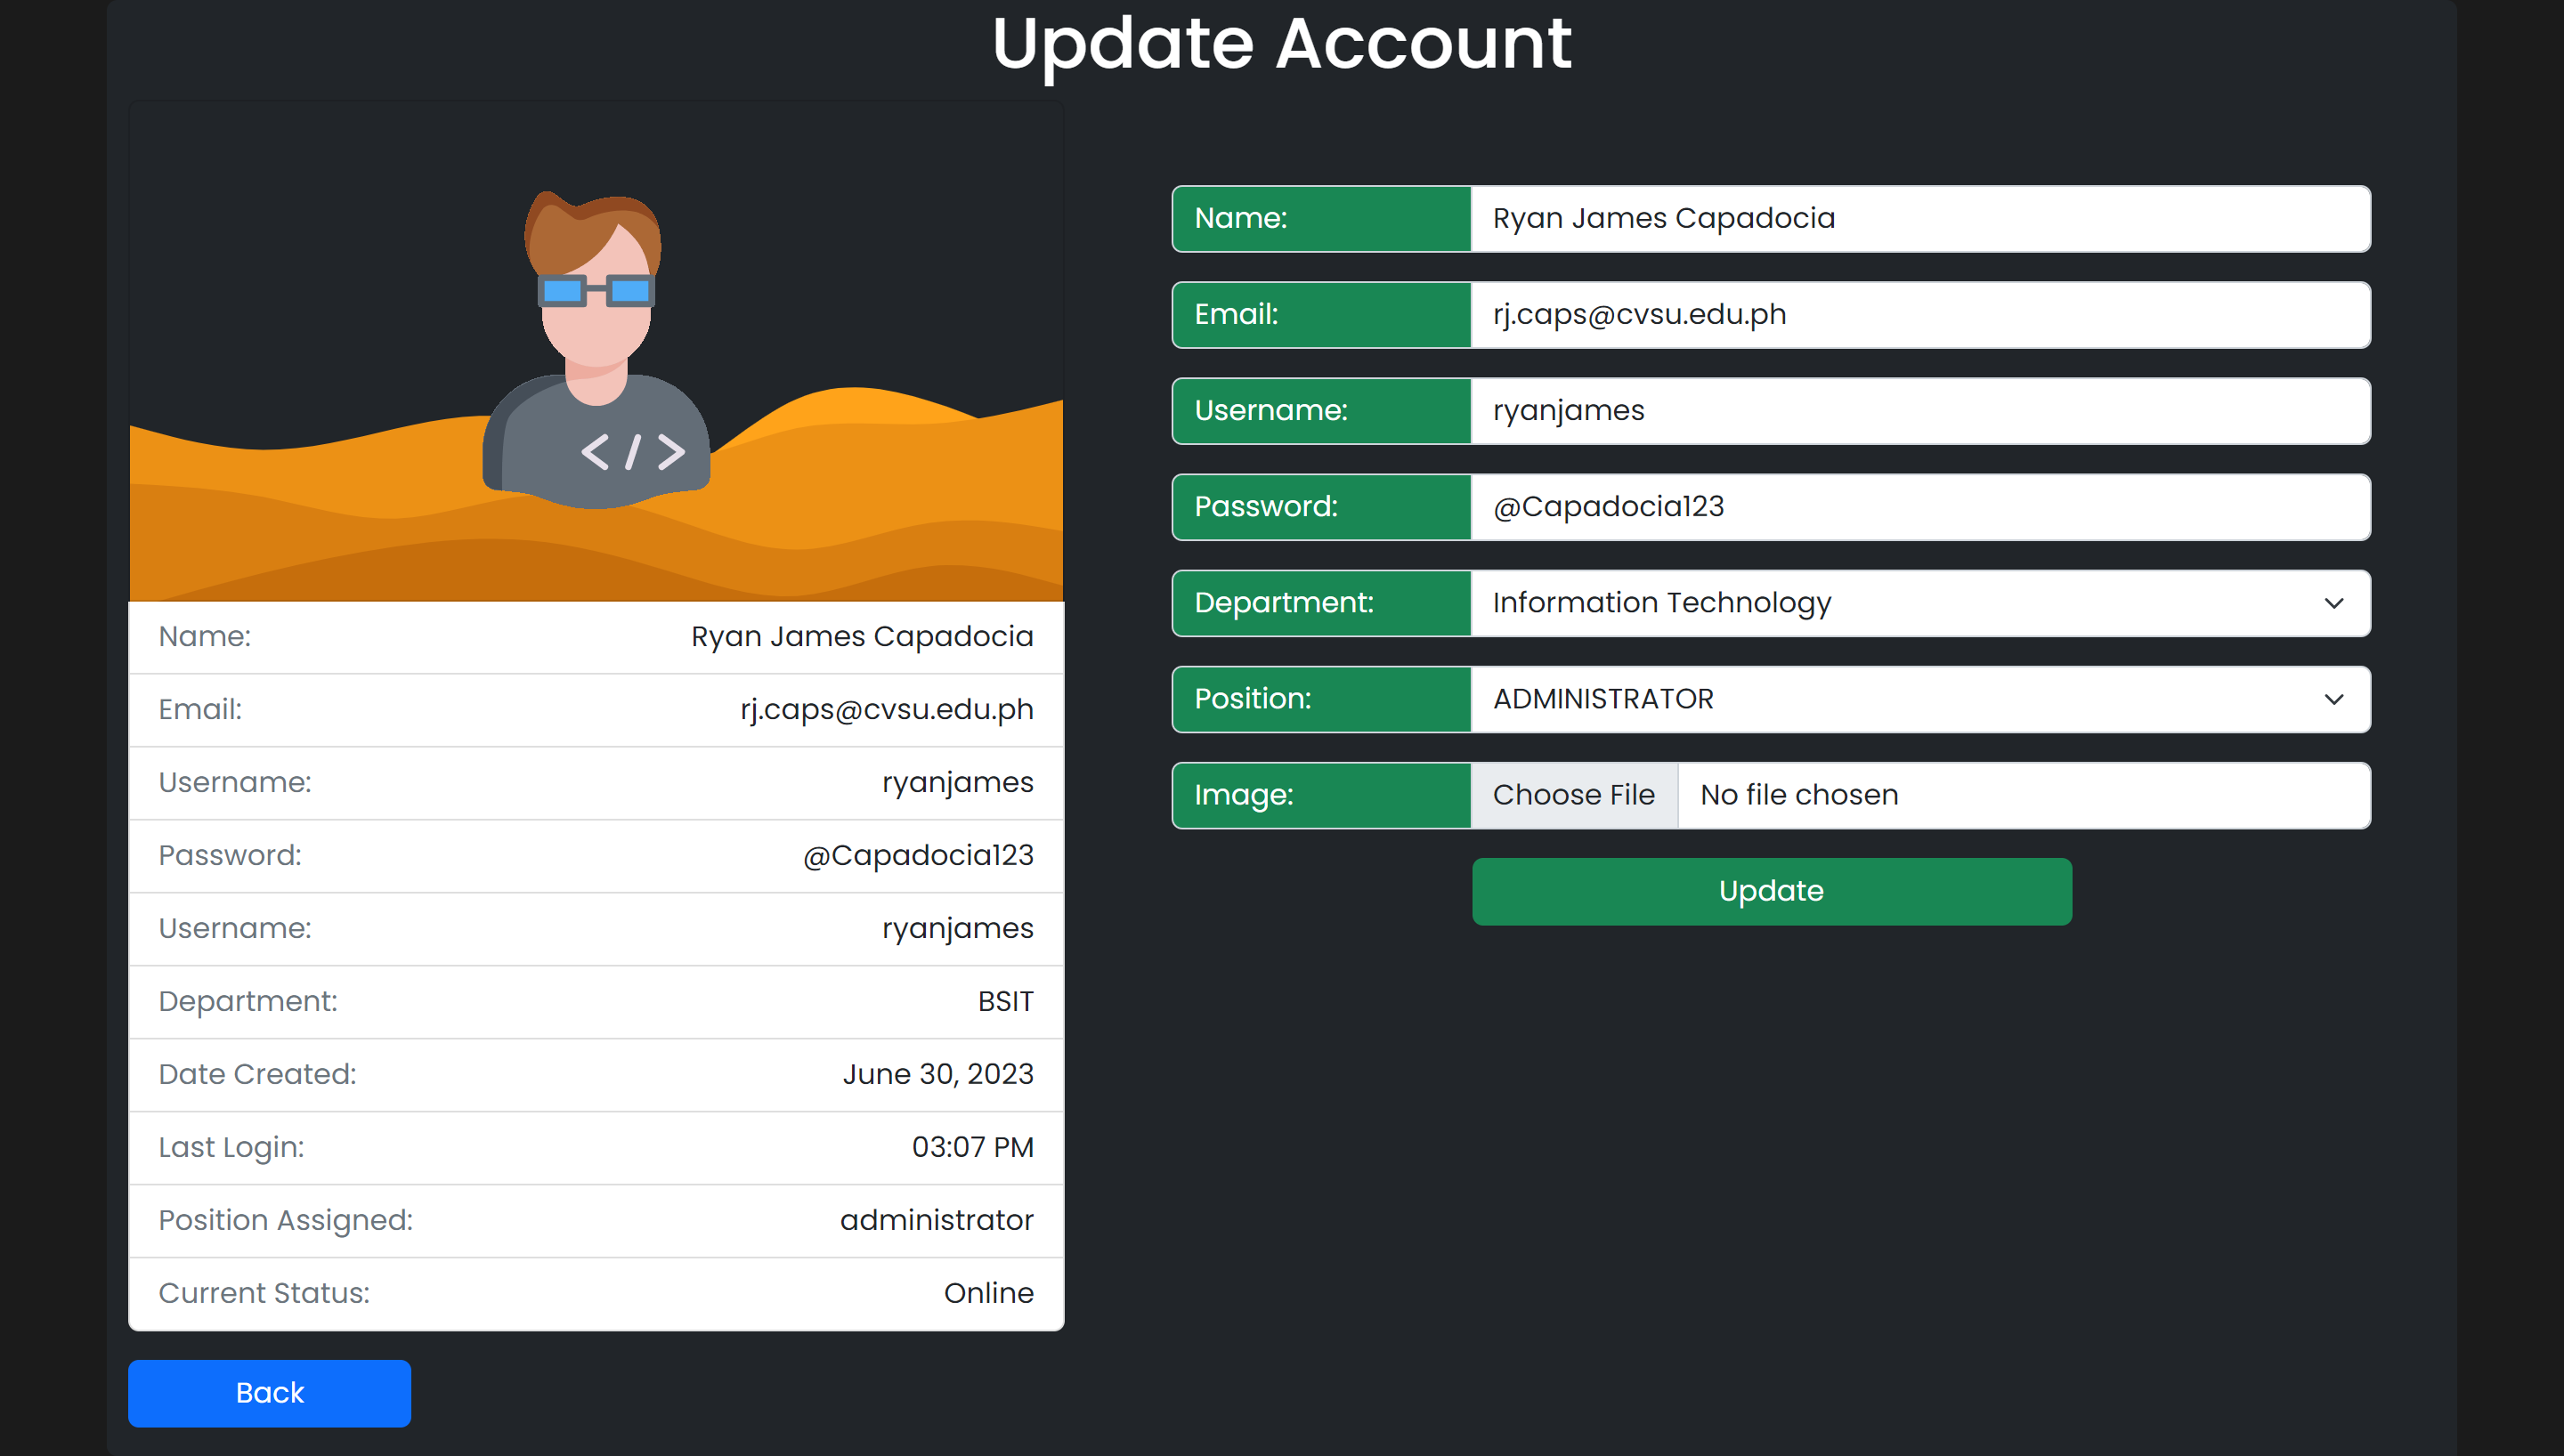 Update Account
</>
Name: Ryan James Capadocia
Email: rj.caps@cvsu.edu.ph
Username: ryanjames
Password: @Capadocia123
Username: ryanjames
Department: BSIT
Date Created: June 30, 2023
Last Login: 03:07 PM
Position Assigned: administrator
Current Status: Online
Back
Name: Ryan James Capadocia
Email: rj.caps@cvsu.edu.ph
Username: ryanjames
Password: @Capadocia123
Department: Information Technology
Position: ADMINISTRATOR
Image: Choose File No file chosen
Update